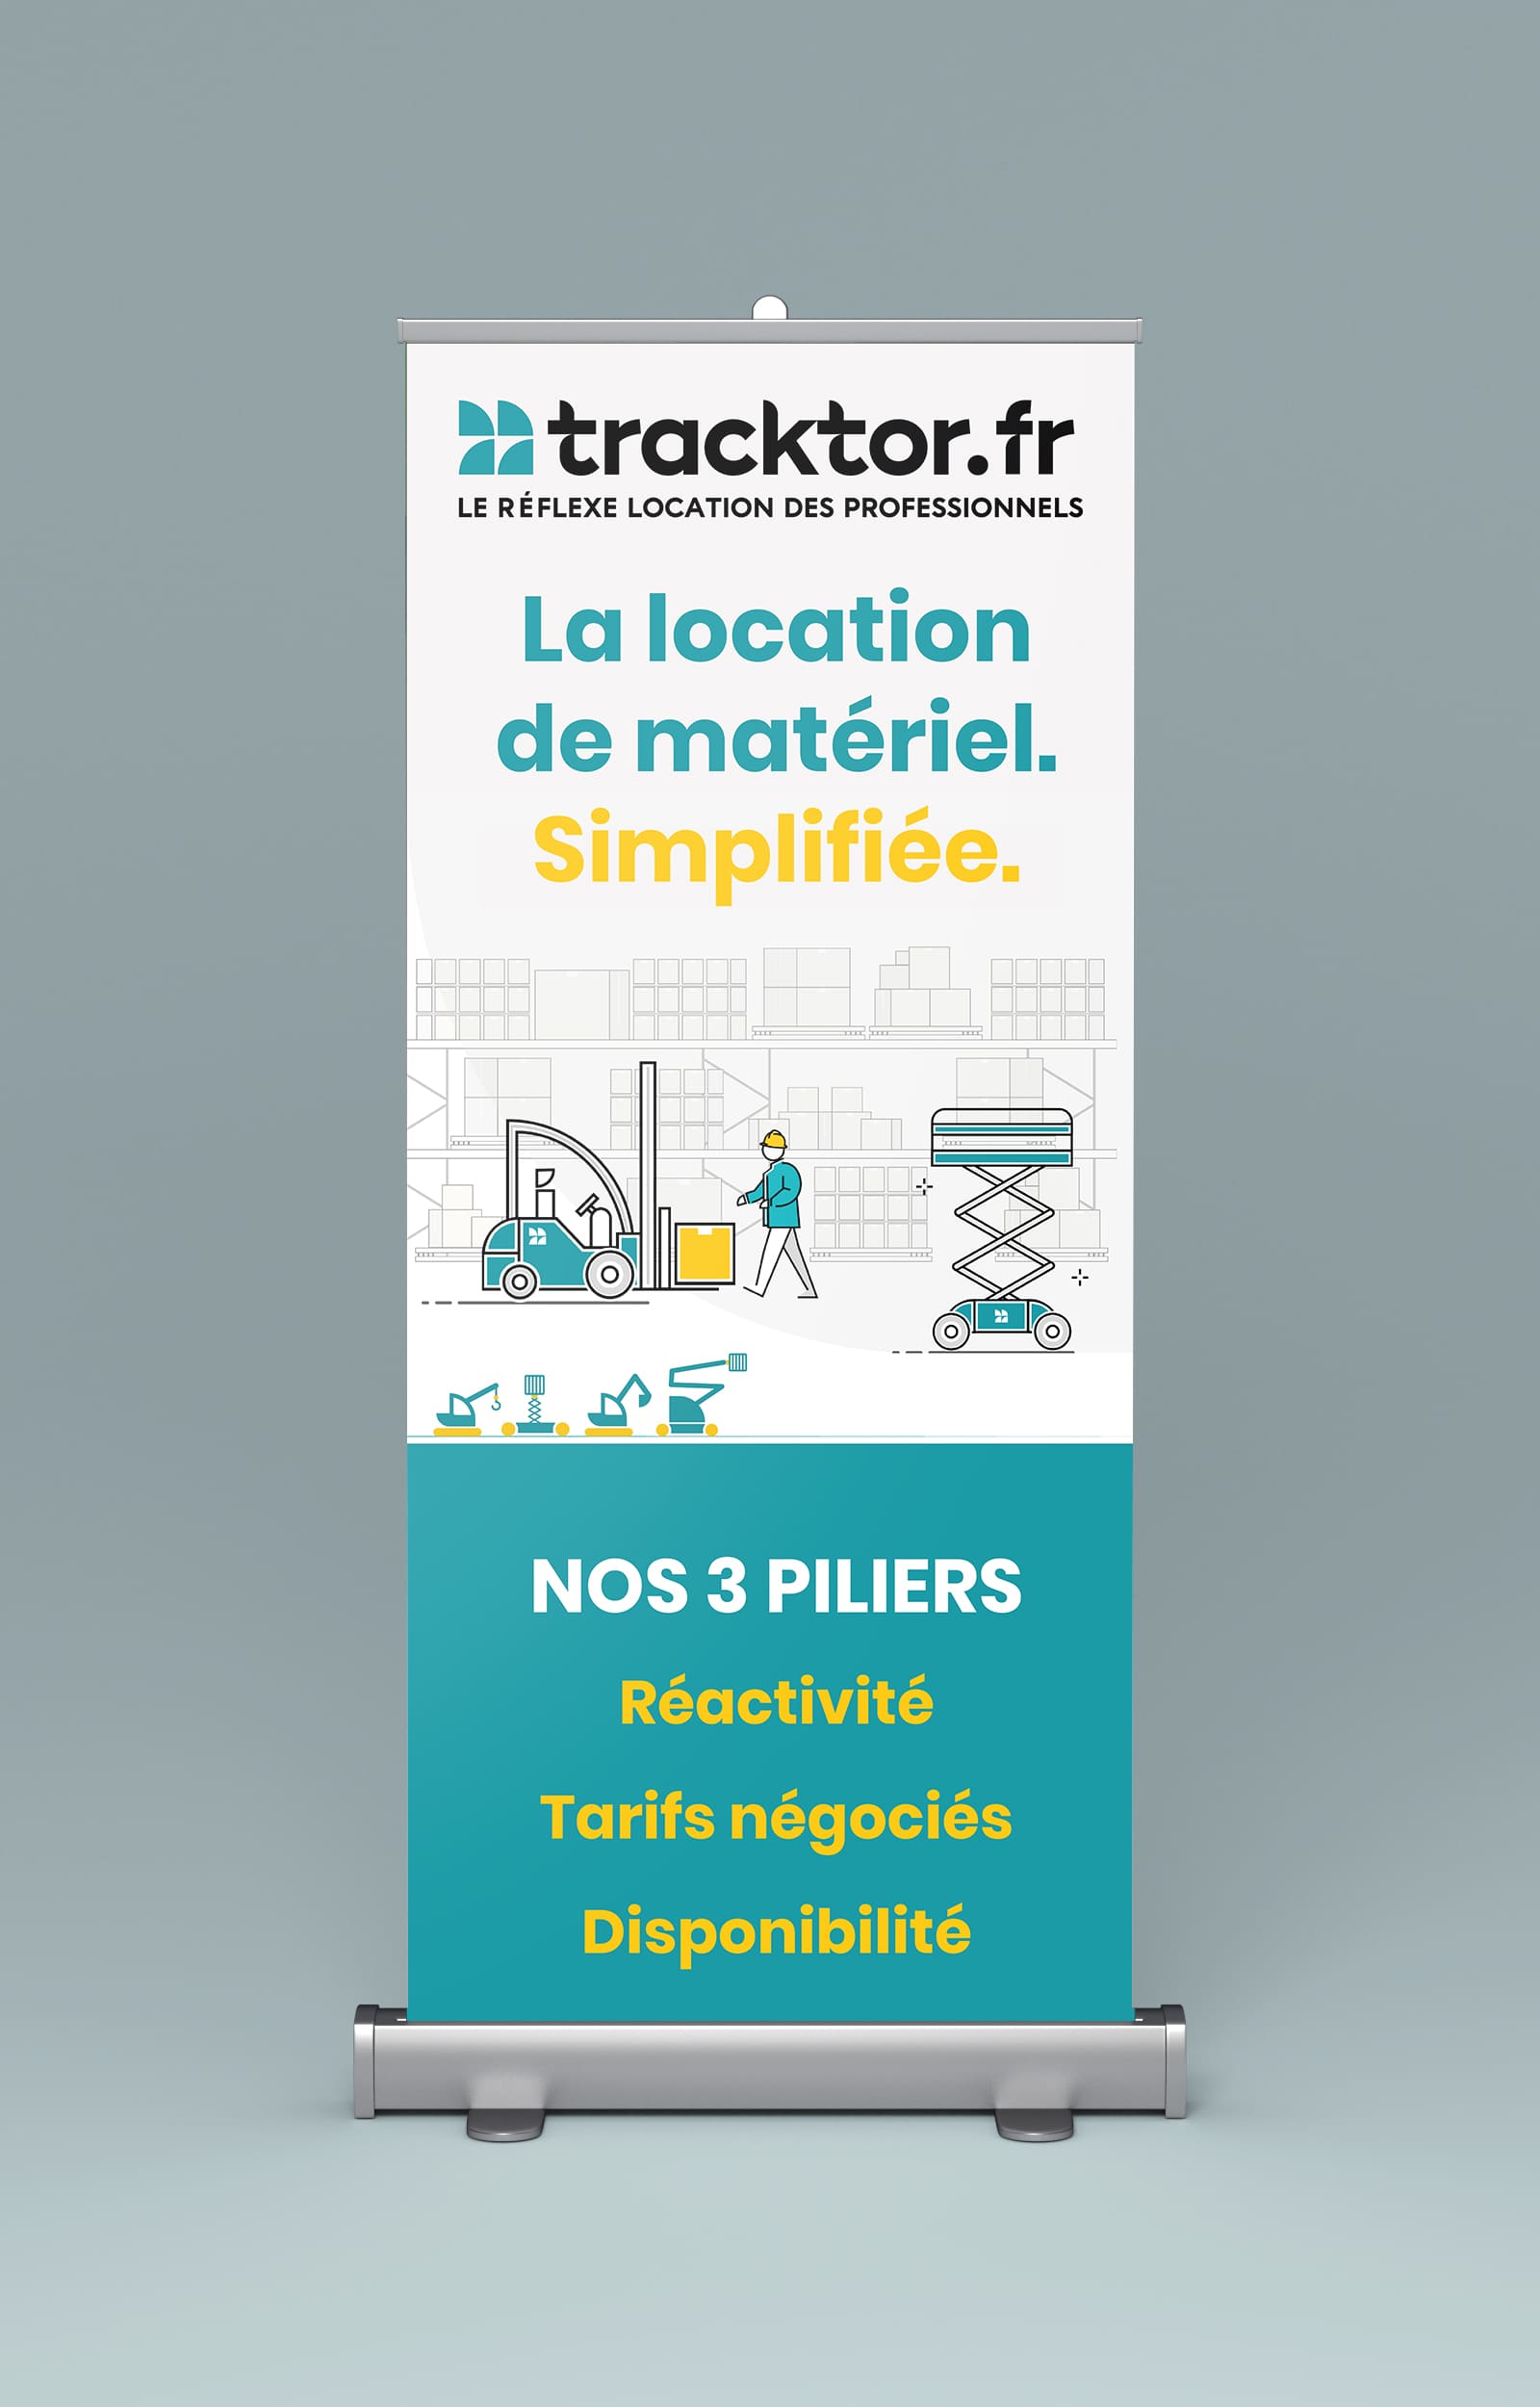 tracktor.fr
LE RÉFLEXE LOCATION DES PROFESSIONNELS
La location
de matériel.
Simplifiée.
NOS 3 PILIERS
Réactivité
Tarifs négociés
Disponibilité